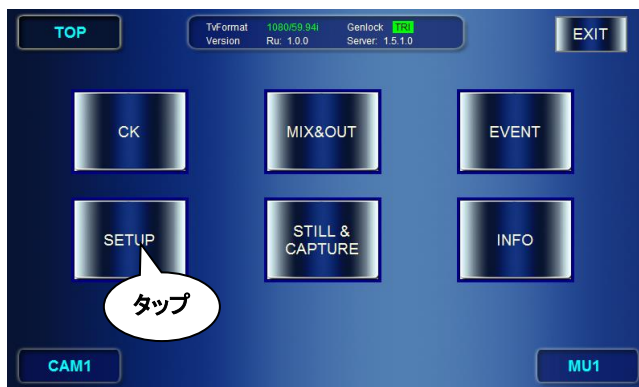 TOP
TvFormat 1080/59.94i Genlock TRI
Version Ru: 1.0.0 Server: 1.5.1.0
EXIT
CK
MIX&OUT
EVENT
SETUP
STILL &
CAPTURE
INFO
タップ
CAM1
MU1